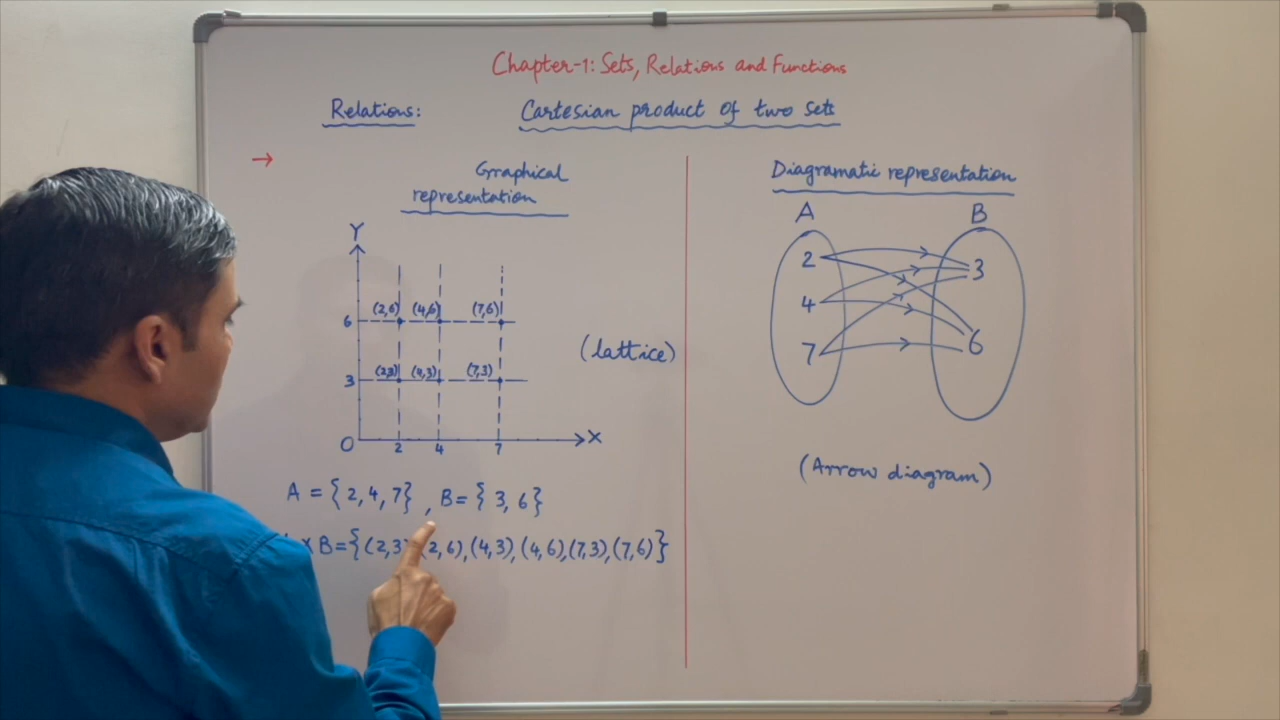 Chapter-1: Sets, Relations and Functions
Relations: Cartesian product of two sets
→
Graphical
representation
Y
(2,6) (4,6) (7,6)
6
(lattice)
(2,3) (4,3) (7,3)
3
O 2 4 7 X
A = {2, 4, 7}, B = {3, 6}
× B = {(2,3) (2,6), (4,3), (4,6), (7,3), (7,6)}
Diagramatic representation
A B
2
3
4
6
7
(Arrow diagram)